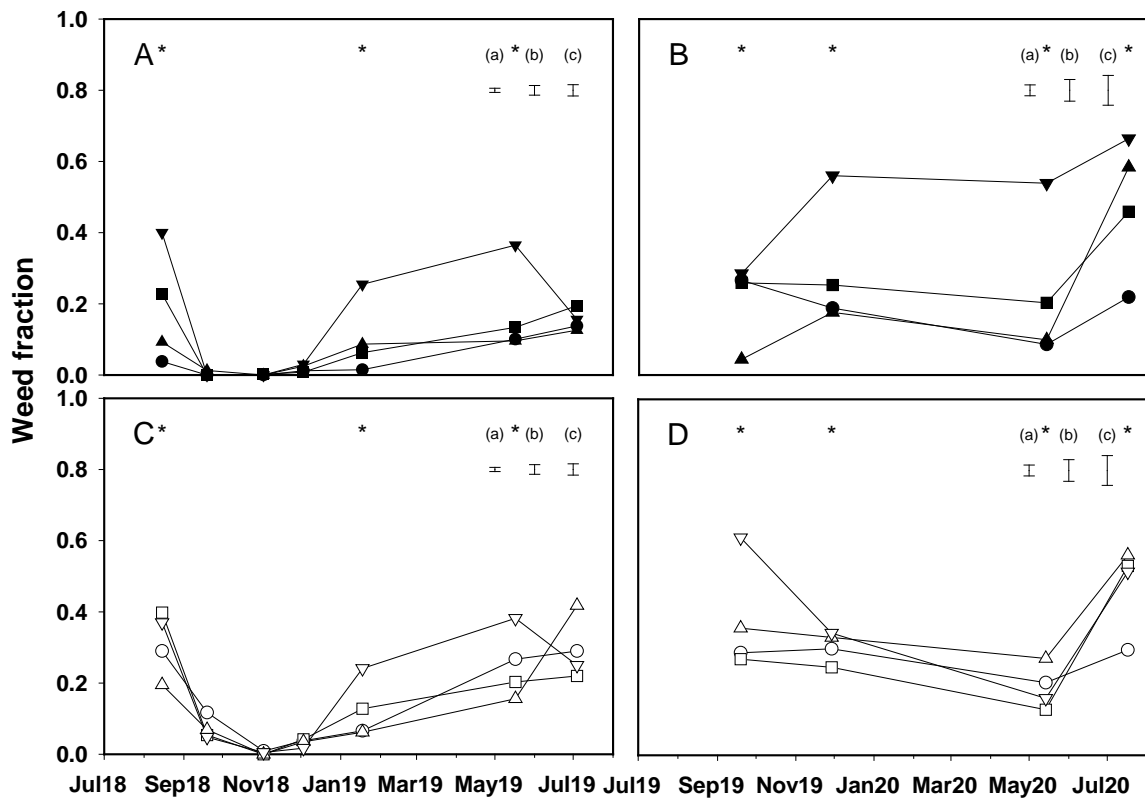 1.0
A * * (a) * (b) (c)
B * * (a) * (b) (c) *
0.8
0.6
0.4
0.2
0.0
Weed fraction
1.0
C * * (a) * (b) (c)
D * * (a) * (b) (c) *
0.8
0.6
0.4
0.2
0.0
Jul18 Sep18 Nov18 Jan19 Mar19 May19 Jul19 Jul19 Sep19 Nov19 Jan20 Mar20 May20 Jul20